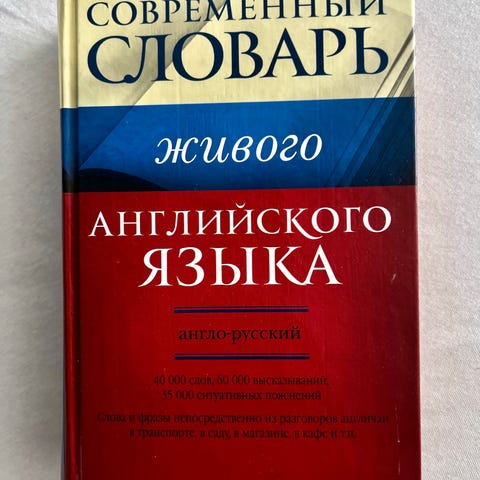 СОВРЕМЕННЫЙ
СЛОВАРЬ
живого
АНГЛИЙСКОГО
ЯЗЫКА
англо-русский
40 000 слов, 60 000 высказываний,
35 000 ситуативных пояснений
Слова и фразы непосредственно из разговоров англичан
в транспорте, в саду, в магазине, в кафе и т.п.